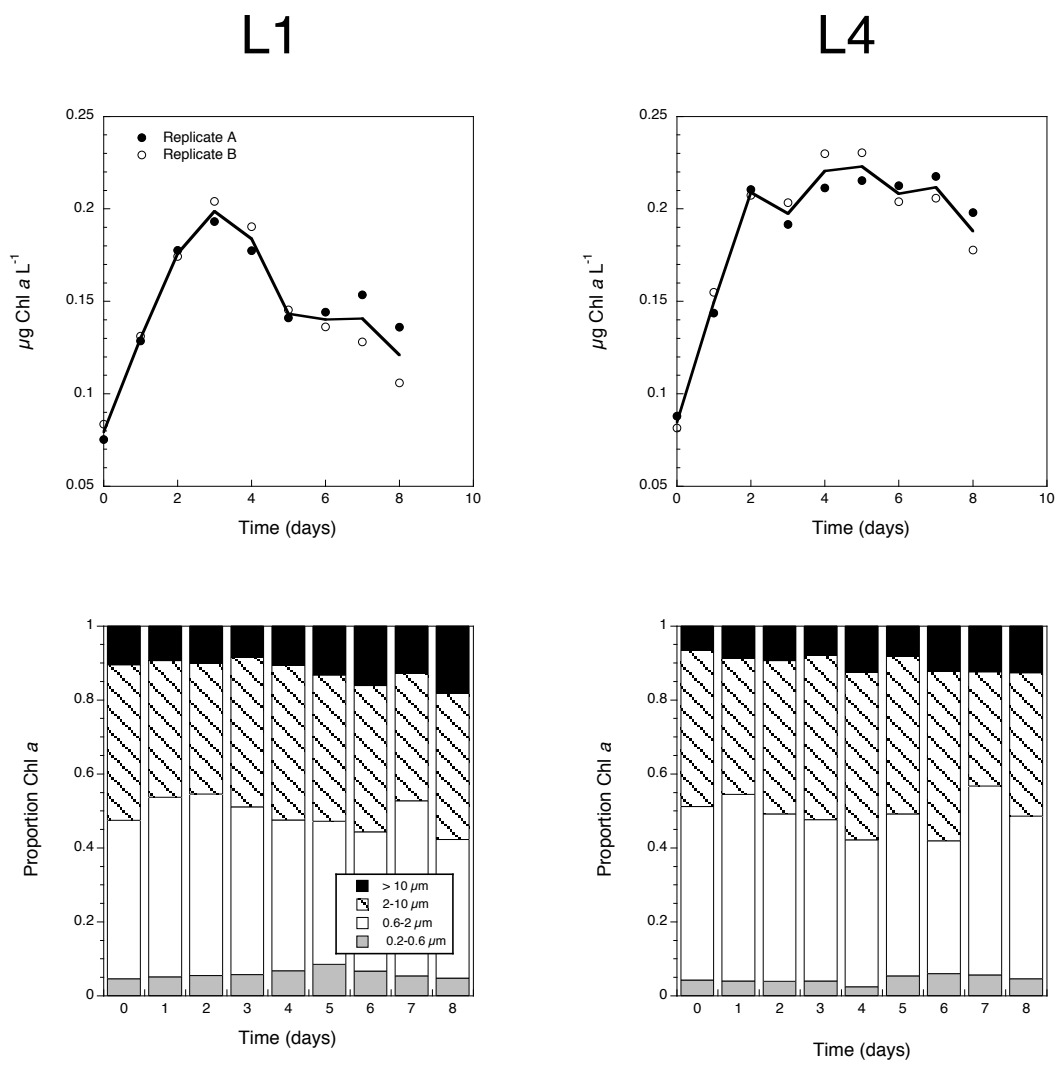 L1
L4
0.25
0.2
0.15
0.1
0.05
µg Chl a L-1
Replicate A
Replicate B
0 2 4 6 8 10
Time (days)
0.25
0.2
0.15
0.1
0.05
µg Chl a L-1
0 2 4 6 8 10
Time (days)
1
0.8
0.6
0.4
0.2
0
Proportion Chl a
> 10 µm
2-10 µm
0.6-2 µm
0.2-0.6 µm
0 1 2 3 4 5 6 7 8
Time (days)
1
0.8
0.6
0.4
0.2
0
Proportion Chl a
0 1 2 3 4 5 6 7 8
Time (days)